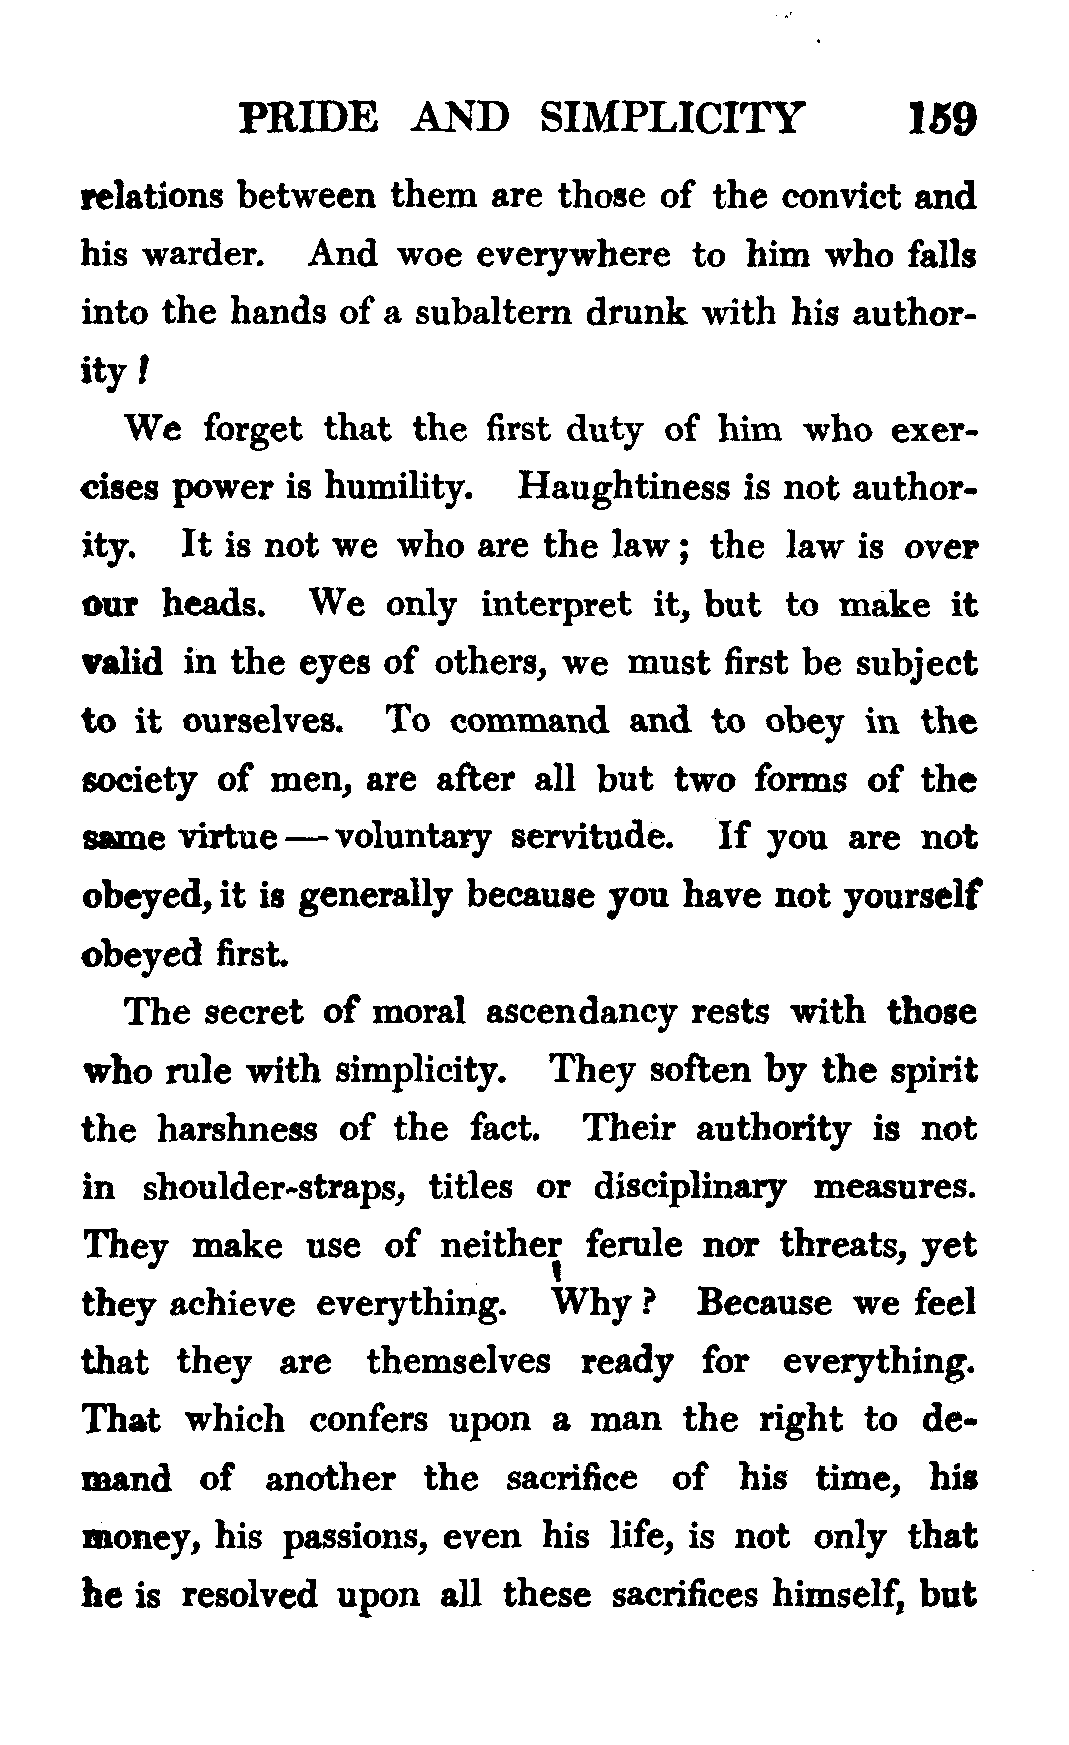 PRIDE AND SIMPLICITY 159
relations between them are those of the convict and
his warder. And woe everywhere to him who falls
into the hands of a subaltern drunk with his author-
ity !
We forget that the first duty of him who exer-
cises power is humility. Haughtiness is not author-
ity. It is not we who are the law ; the law is over
our heads. We only interpret it, but to make it
valid in the eyes of others, we must first be subject
to it ourselves. To command and to obey in the
society of men, are after all but two forms of the
same virtue — voluntary servitude. If you are not
obeyed, it is generally because you have not yourself
obeyed first.
The secret of moral ascendancy rests with those
who rule with simplicity. They soften by the spirit
the harshness of the fact. Their authority is not
in shoulder-straps, titles or disciplinary measures.
They make use of neither ferule nor threats, yet
they achieve everything. Why ? Because we feel
that they are themselves ready for everything.
That which confers upon a man the right to de-
mand of another the sacrifice of his time, his
money, his passions, even his life, is not only that
he is resolved upon all these sacrifices himself, but